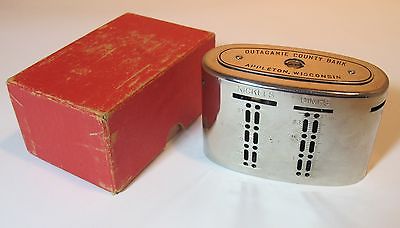 OUTAGAMIE COUNTY BANK
APPLETON, WISCONSIN
NICKELS DIMES